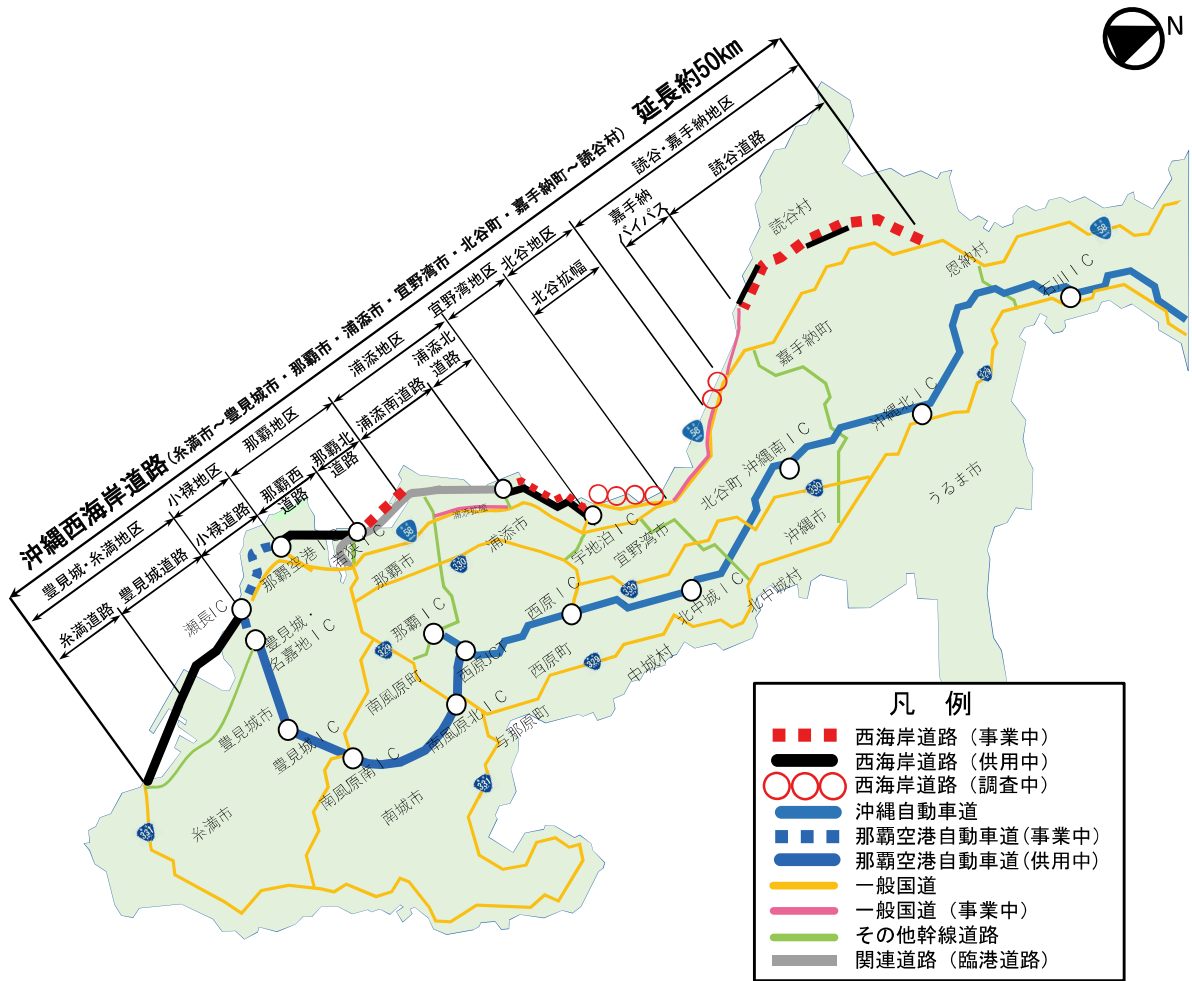 N
沖縄西海岸道路(糸満市～豊見城市・那覇市・浦添市・宜野湾市・北谷町・嘉手納町～読谷村) 延長約50km
豊見城・糸満地区
小禄地区
那覇地区
浦添地区
宜野湾地区
北谷地区
読谷・嘉手納地区
糸満道路
豊見城道路
小禄道路
那覇西
道路
那覇北
道路
浦添南道路
浦添北
道路
北谷拡幅
嘉手納
バイパス
読谷道路
読谷村
恩納村
石川IC
58
嘉手納町
329
沖縄北IC
58
沖縄南IC
北谷町
330
うるま市
沖縄市
宇地泊IC
宜野湾市
浦添拡幅
浦添市
58
那覇空港
那覇市
330
330
北中城IC
北中城村
瀬長IC
豊見城・
名嘉地IC
那覇IC
西原IC
329
西原JCT
西原町
329
中城村
南風原町
南風原北IC
与那原町
豊見城市
豊見城IC
南風原南IC
331
南城市
331
糸満市
凡 例
西海岸道路（事業中）
西海岸道路（供用中）
西海岸道路（調査中）
沖縄自動車道
那覇空港自動車道(事業中)
那覇空港自動車道(供用中)
一般国道
一般国道（事業中）
その他幹線道路
関連道路（臨港道路）